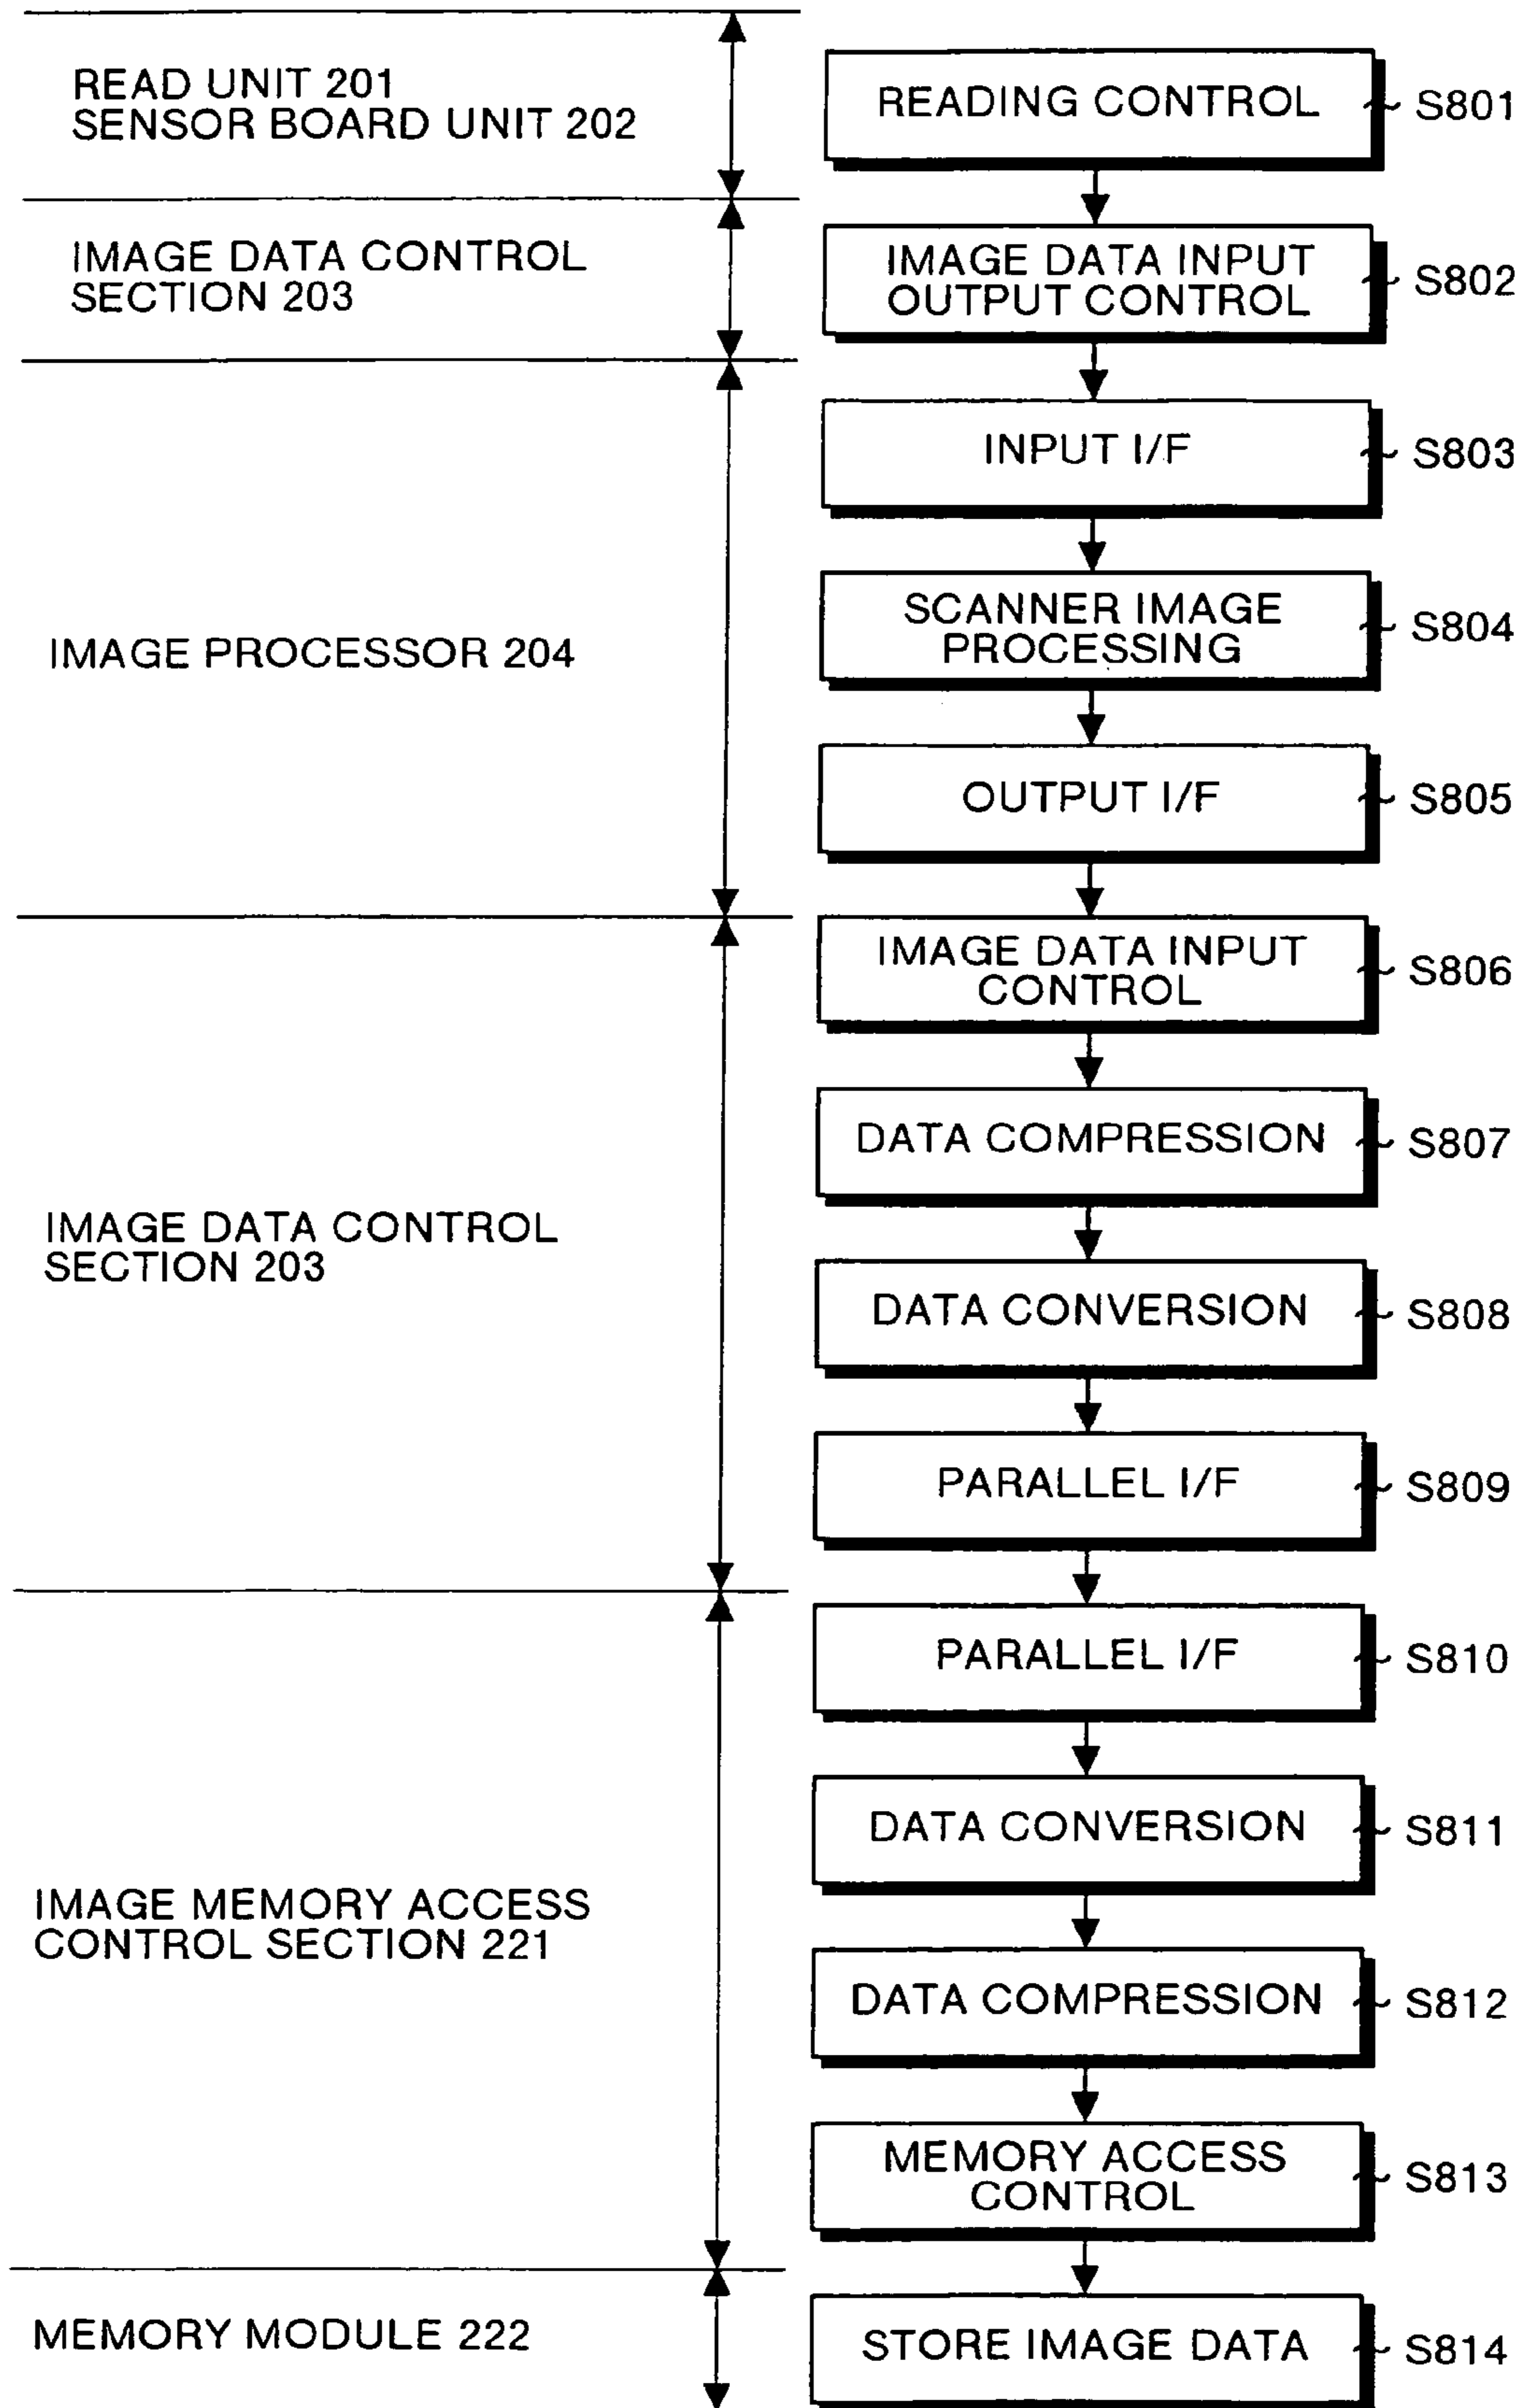 READ UNIT 201
SENSOR BOARD UNIT 202
READING CONTROL
S801
IMAGE DATA CONTROL
SECTION 203
IMAGE DATA INPUT
OUTPUT CONTROL
S802
INPUT I/F
S803
IMAGE PROCESSOR 204
SCANNER IMAGE
PROCESSING
S804
OUTPUT I/F
S805
IMAGE DATA INPUT
CONTROL
S806
DATA COMPRESSION
S807
IMAGE DATA CONTROL
SECTION 203
DATA CONVERSION
S808
PARALLEL I/F
S809
PARALLEL I/F
S810
DATA CONVERSION
S811
IMAGE MEMORY ACCESS
CONTROL SECTION 221
DATA COMPRESSION
S812
MEMORY ACCESS
CONTROL
S813
MEMORY MODULE 222
STORE IMAGE DATA
S814